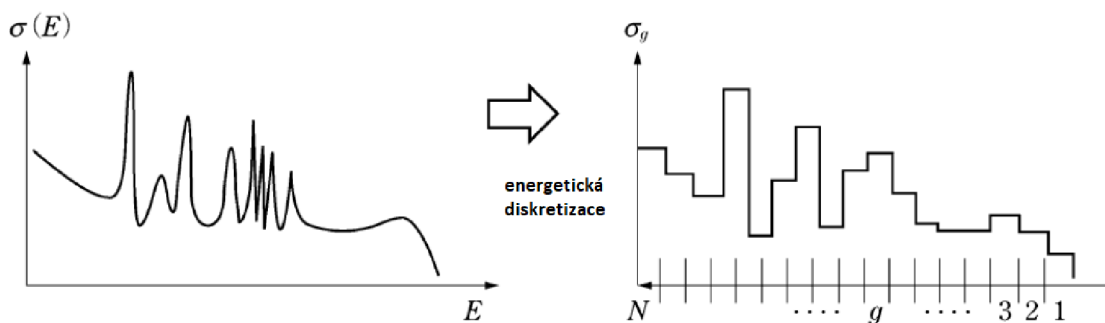 σ(E)
E
energetická
diskretizace
σg
N ···· g ···· 3 2 1